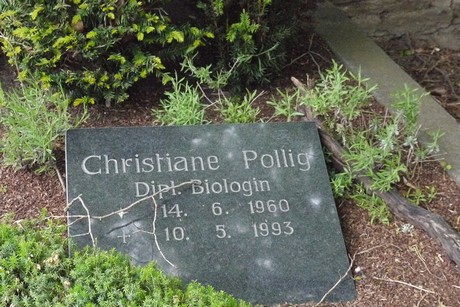 Christiane Pollig
Dipl. Biologin
14. 6. 1960
† 10. 5. 1993